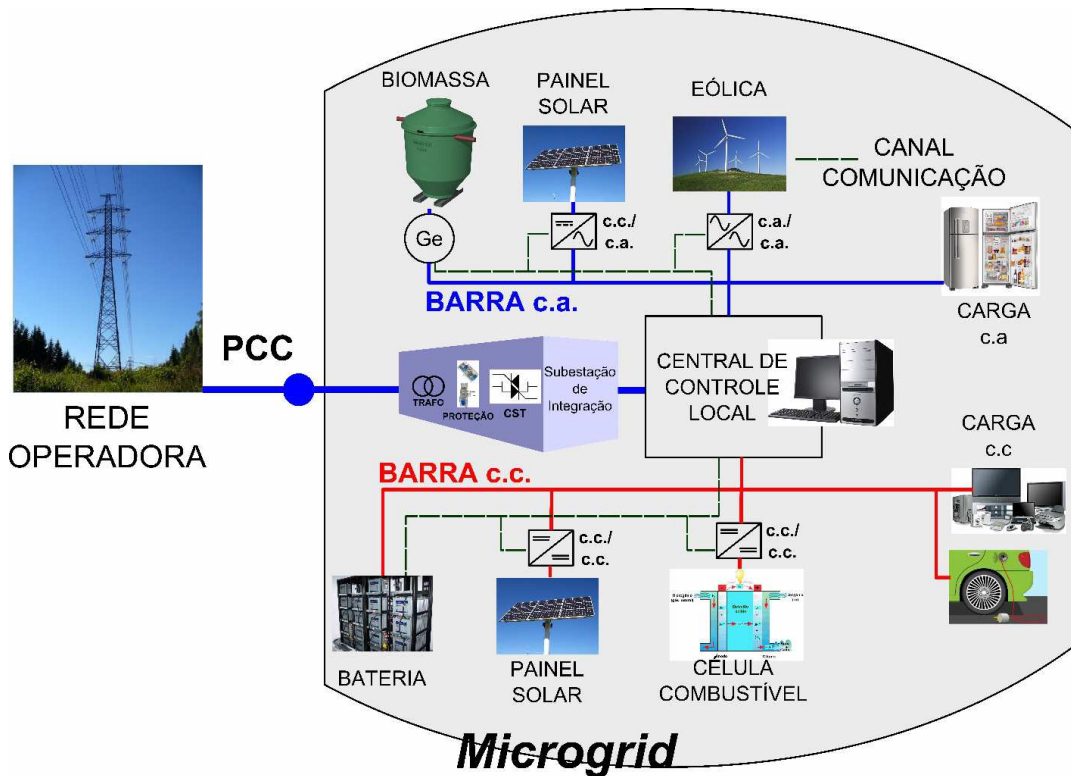 BIOMASSA
PAINEL
SOLAR
EÓLICA
CANAL
COMUNICAÇÃO
Ge
c.c./
c.a.
c.a./
c.a.
BARRA c.a.
CARGA
c.a
PCC
TRAFO
PROTEÇÃO
CST
Subestação
de
Integração
CENTRAL DE
CONTROLE
LOCAL
REDE
OPERADORA
CARGA
c.c
BARRA c.c.
c.c./
c.c.
c.c./
c.c.
BATERIA
PAINEL
SOLAR
CÉLULA
COMBUSTÍVEL
Microgrid